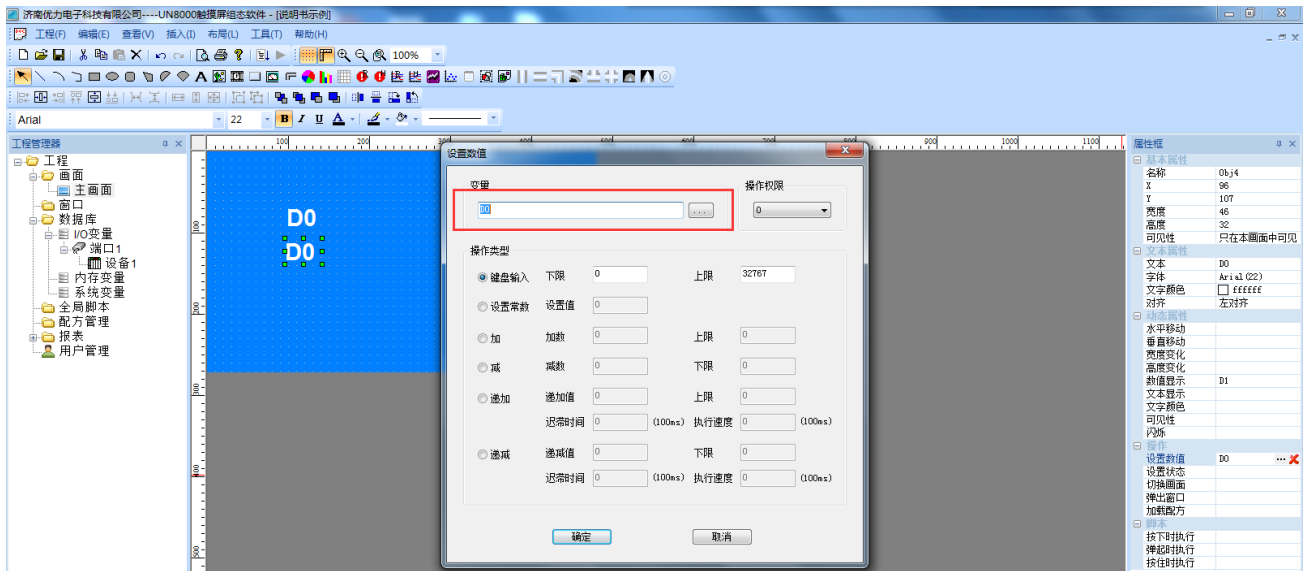 济南优力电子科技有限公司----UN8000触摸屏组态软件 - [说明书示例]
工程(F) 编辑(E) 查看(V) 插入(I) 布局(L) 工具(T) 帮助(H)
100%
Arial 22 B I U A
工程管理器
工程
画面
主画面
窗口
数据库
I/O变量
端口1
设备1
内存变量
系统变量
全局脚本
配方管理
报表
用户管理
100 200 900 1000 1100
100
200
300
400
500
D0
D0
设置数值
变量 操作权限
D0 ... 0
操作类型
键盘输入 下限 0 上限 32767
设置常数 设置值 0
加 加数 0 上限 0
减 减数 0 下限 0
递加 递加值 0 上限 0
迟滞时间 0 (100ms) 执行速度 0 (100ms)
递减 递减值 0 下限 0
迟滞时间 0 (100ms) 执行速度 0 (100ms)
确定 取消
属性框
基本属性
名称 Obj4
X 96
Y 107
宽度 46
高度 32
可见性 只在本画面中可见
文本属性
文本 D0
字体 Arial(22)
文字颜色 ffffff
对齐 左对齐
动态属性
水平移动
垂直移动
宽度变化
高度变化
数值显示 D1
文本显示
文字颜色
可见性
闪烁
操作
设置数值 D0 ...
设置状态
切换画面
弹出窗口
加载配方
脚本
按下时执行
弹起时执行
按住时执行